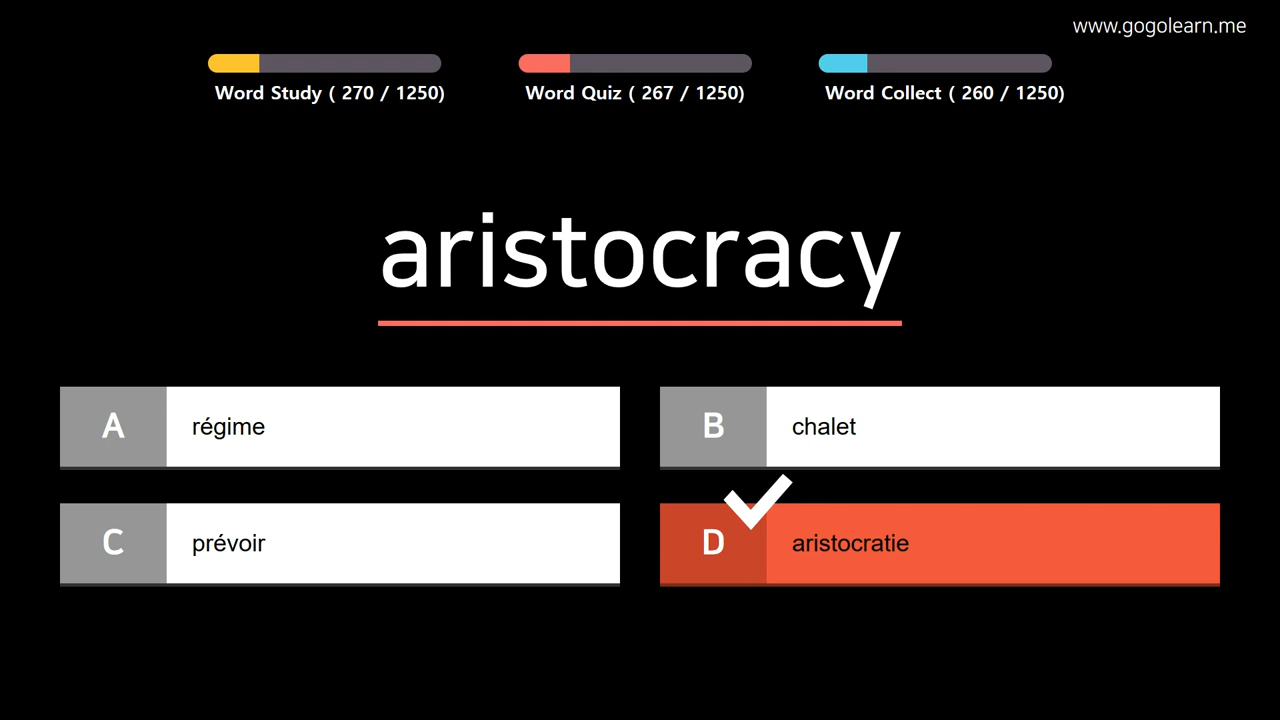 www.gogolearn.me
Word Study ( 270 / 1250)
Word Quiz ( 267 / 1250)
Word Collect ( 260 / 1250)
aristocracy
A régime
B chalet
C prévoir
D aristocratie